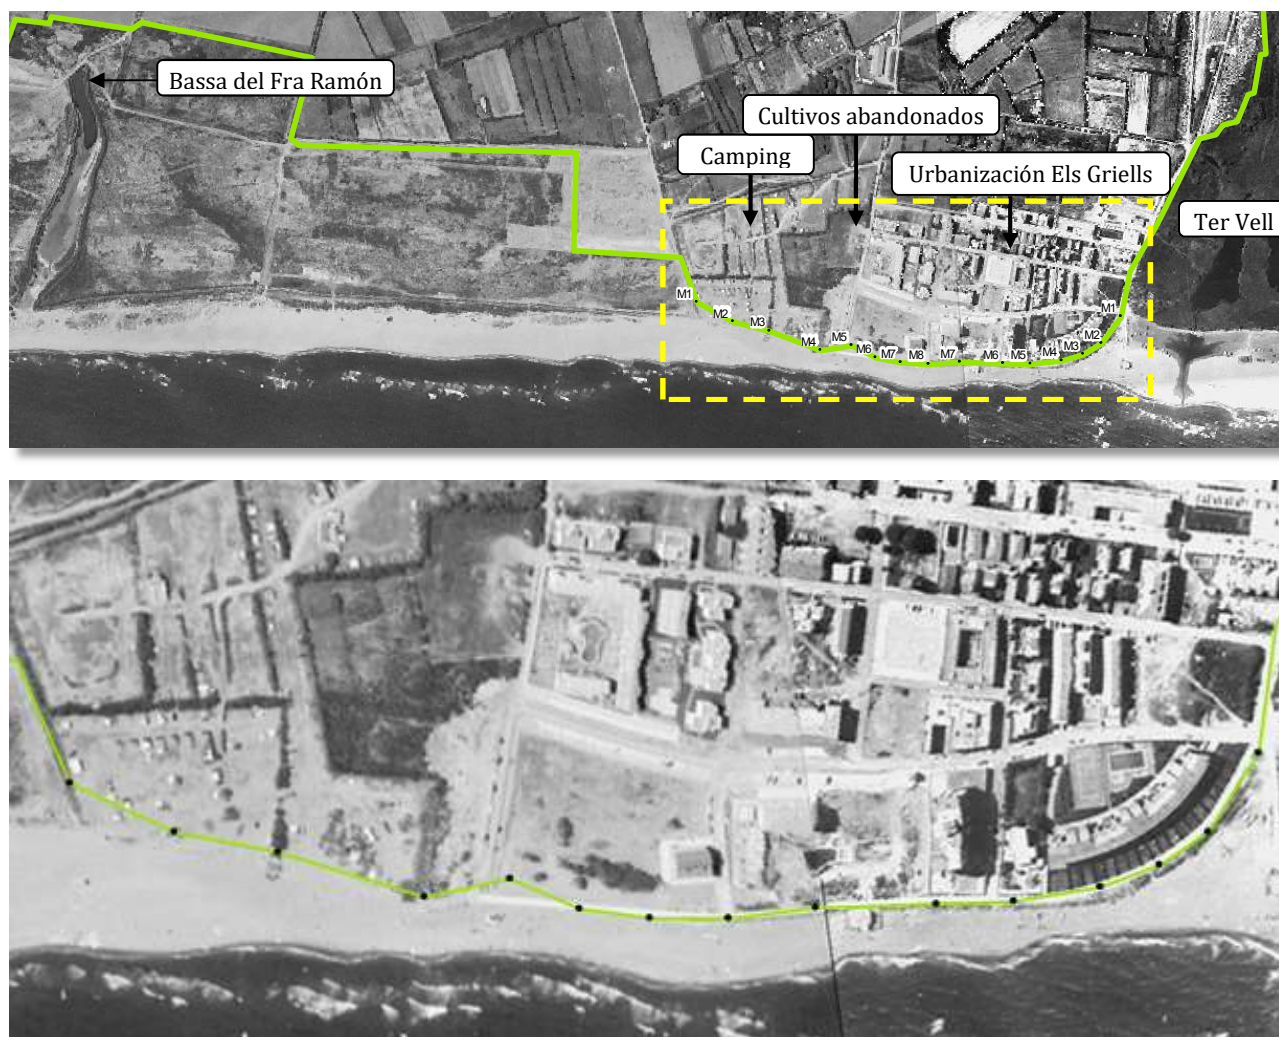 Bassa del Fra Ramón
Cultivos abandonados
Camping
Urbanización Els Griells
Ter Vell
M1
M2
M3
M4
M5
M6
M7
M8
M7
M6
M5
M4
M3
M2
M1